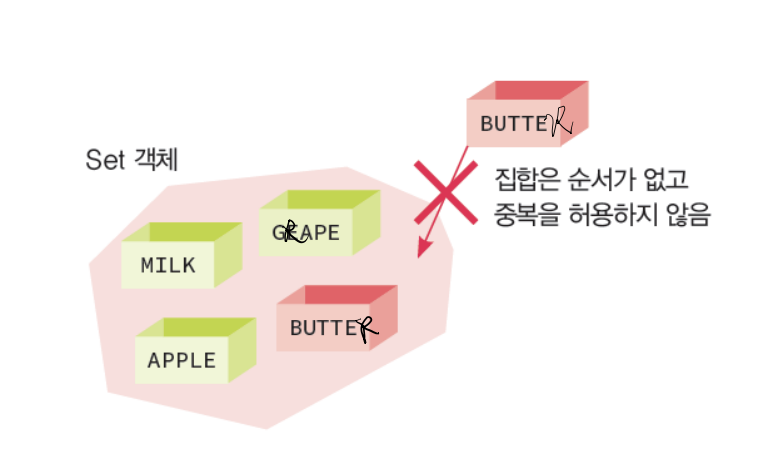 BUTTER
Set 객체
집합은 순서가 없고
중복을 허용하지 않음
GRAPE
MILK
BUTTER
APPLE